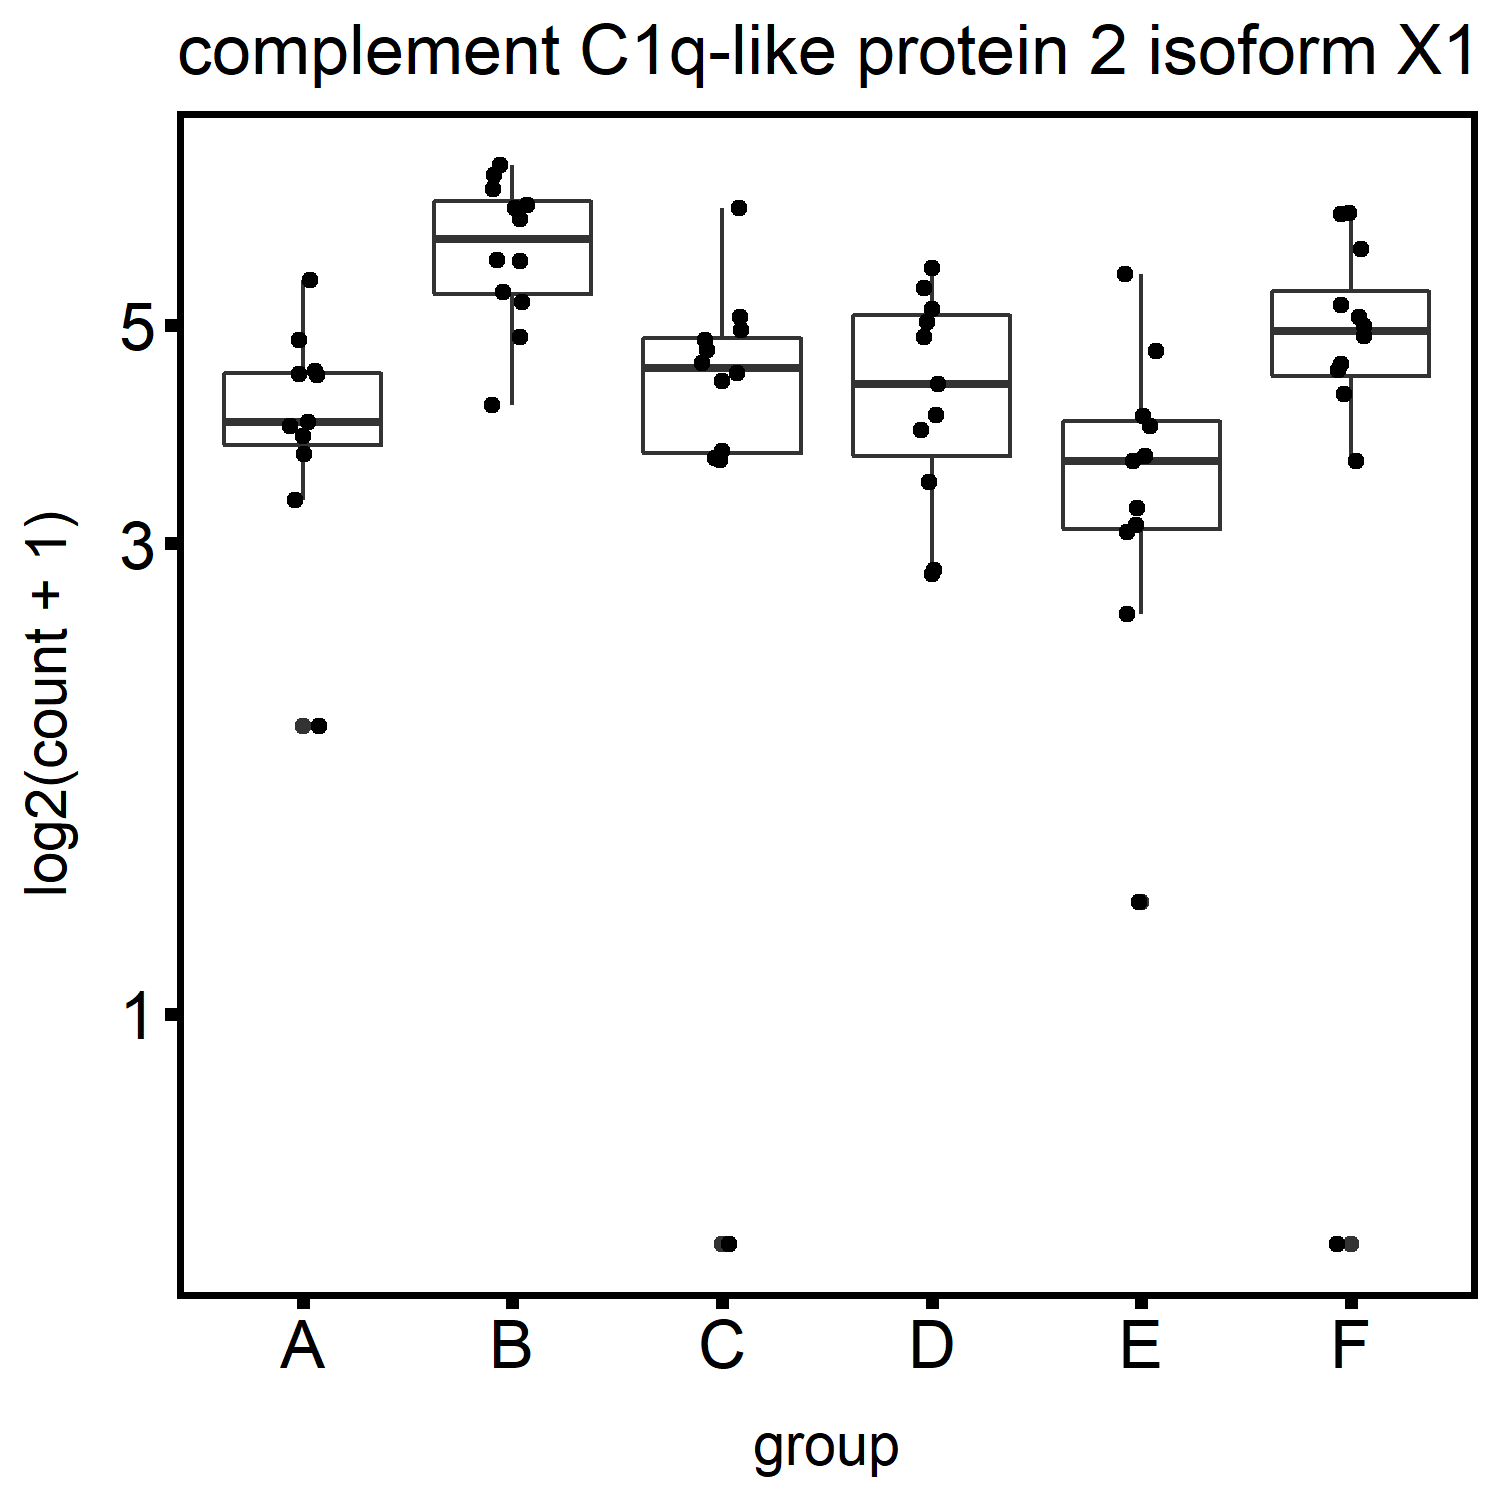 complement C1q-like protein 2 isoform X1
log2(count + 1)
5
3
1
A B C D E F
group